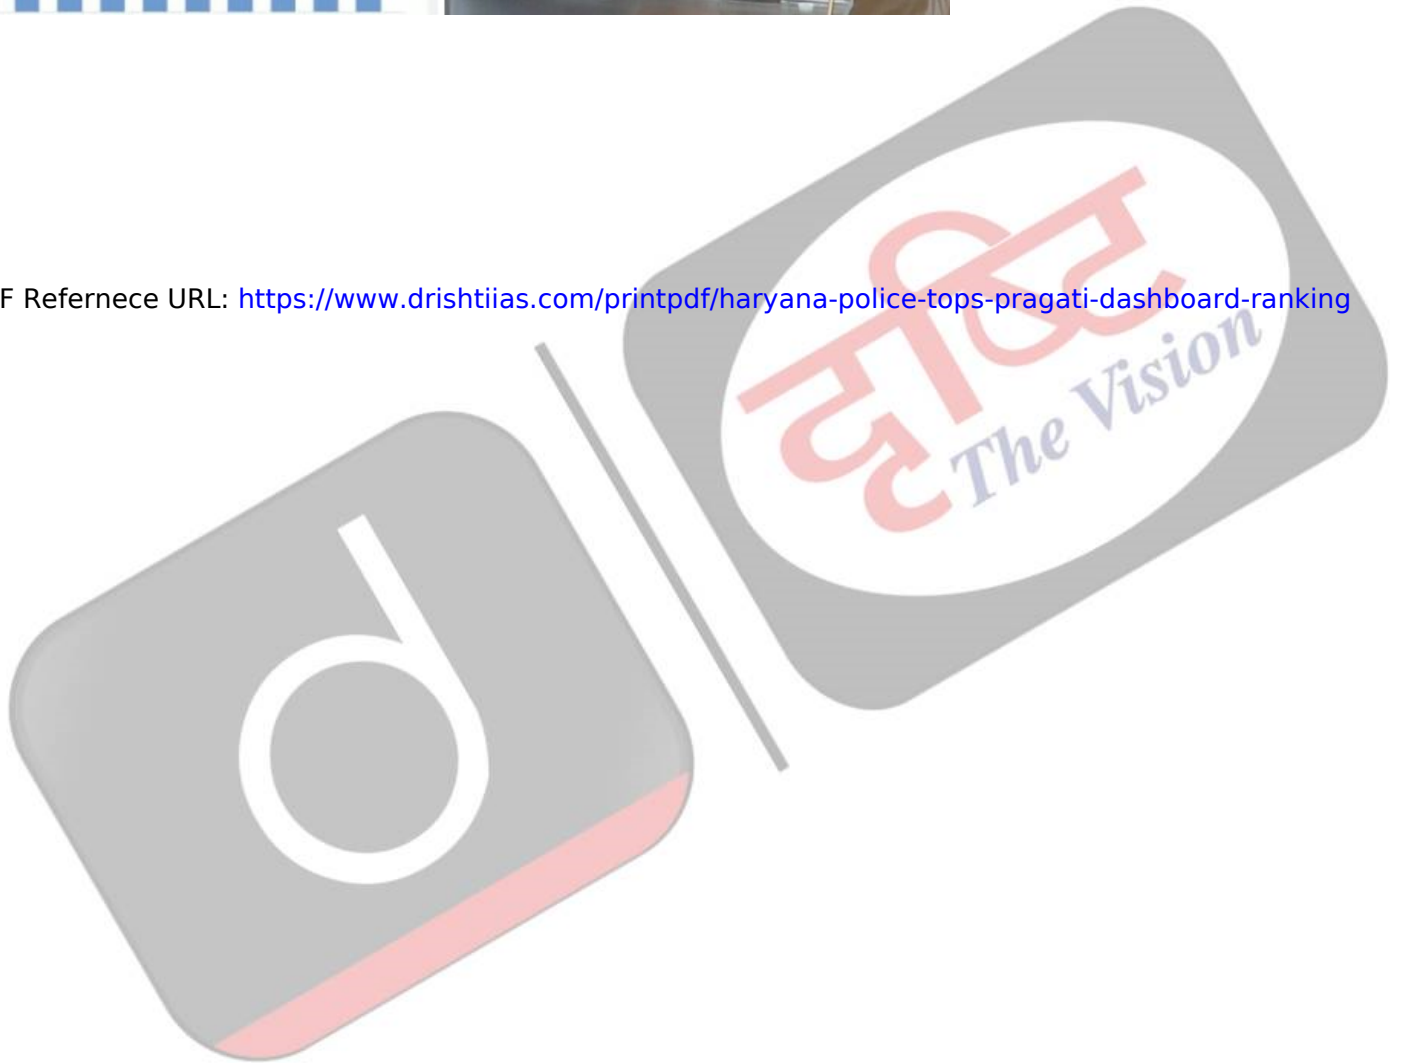 F Refernece URL: https://www.drishtiias.com/printpdf/haryana-police-tops-pragati-dashboard-ranking
दृष्टि
The Vision
d